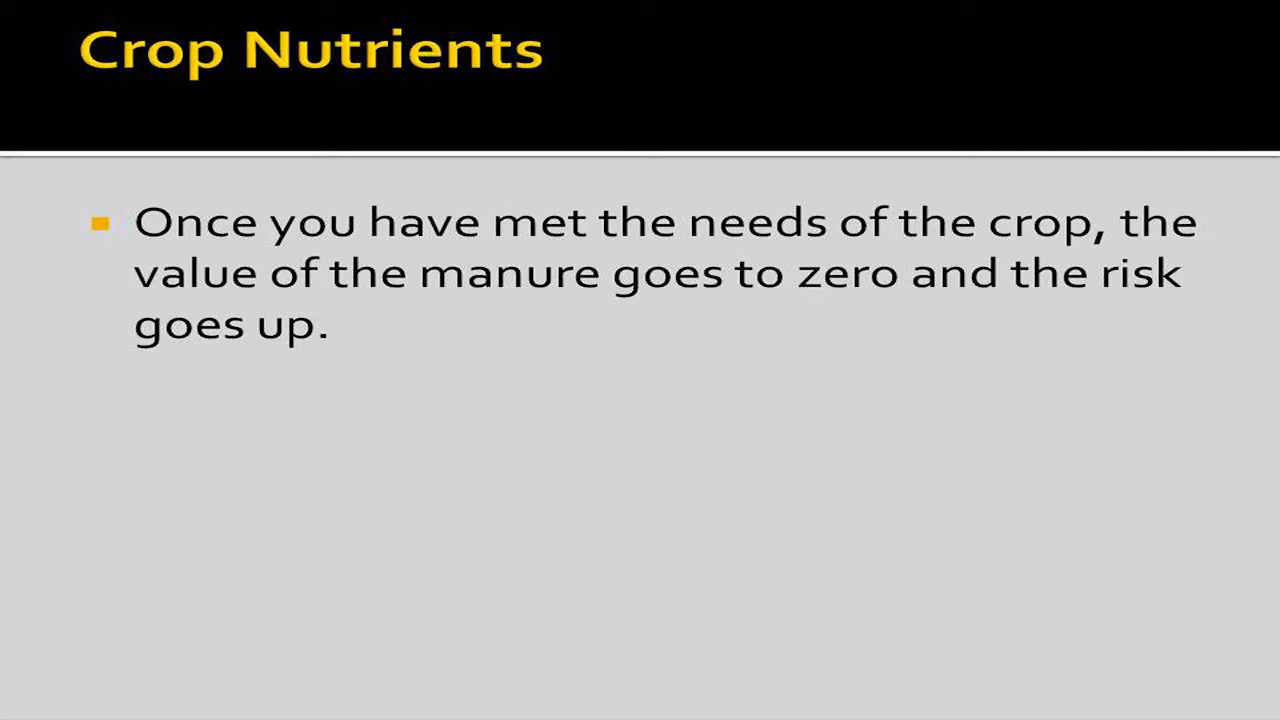 Crop Nutrients
Once you have met the needs of the crop, the
value of the manure goes to zero and the risk
goes up.